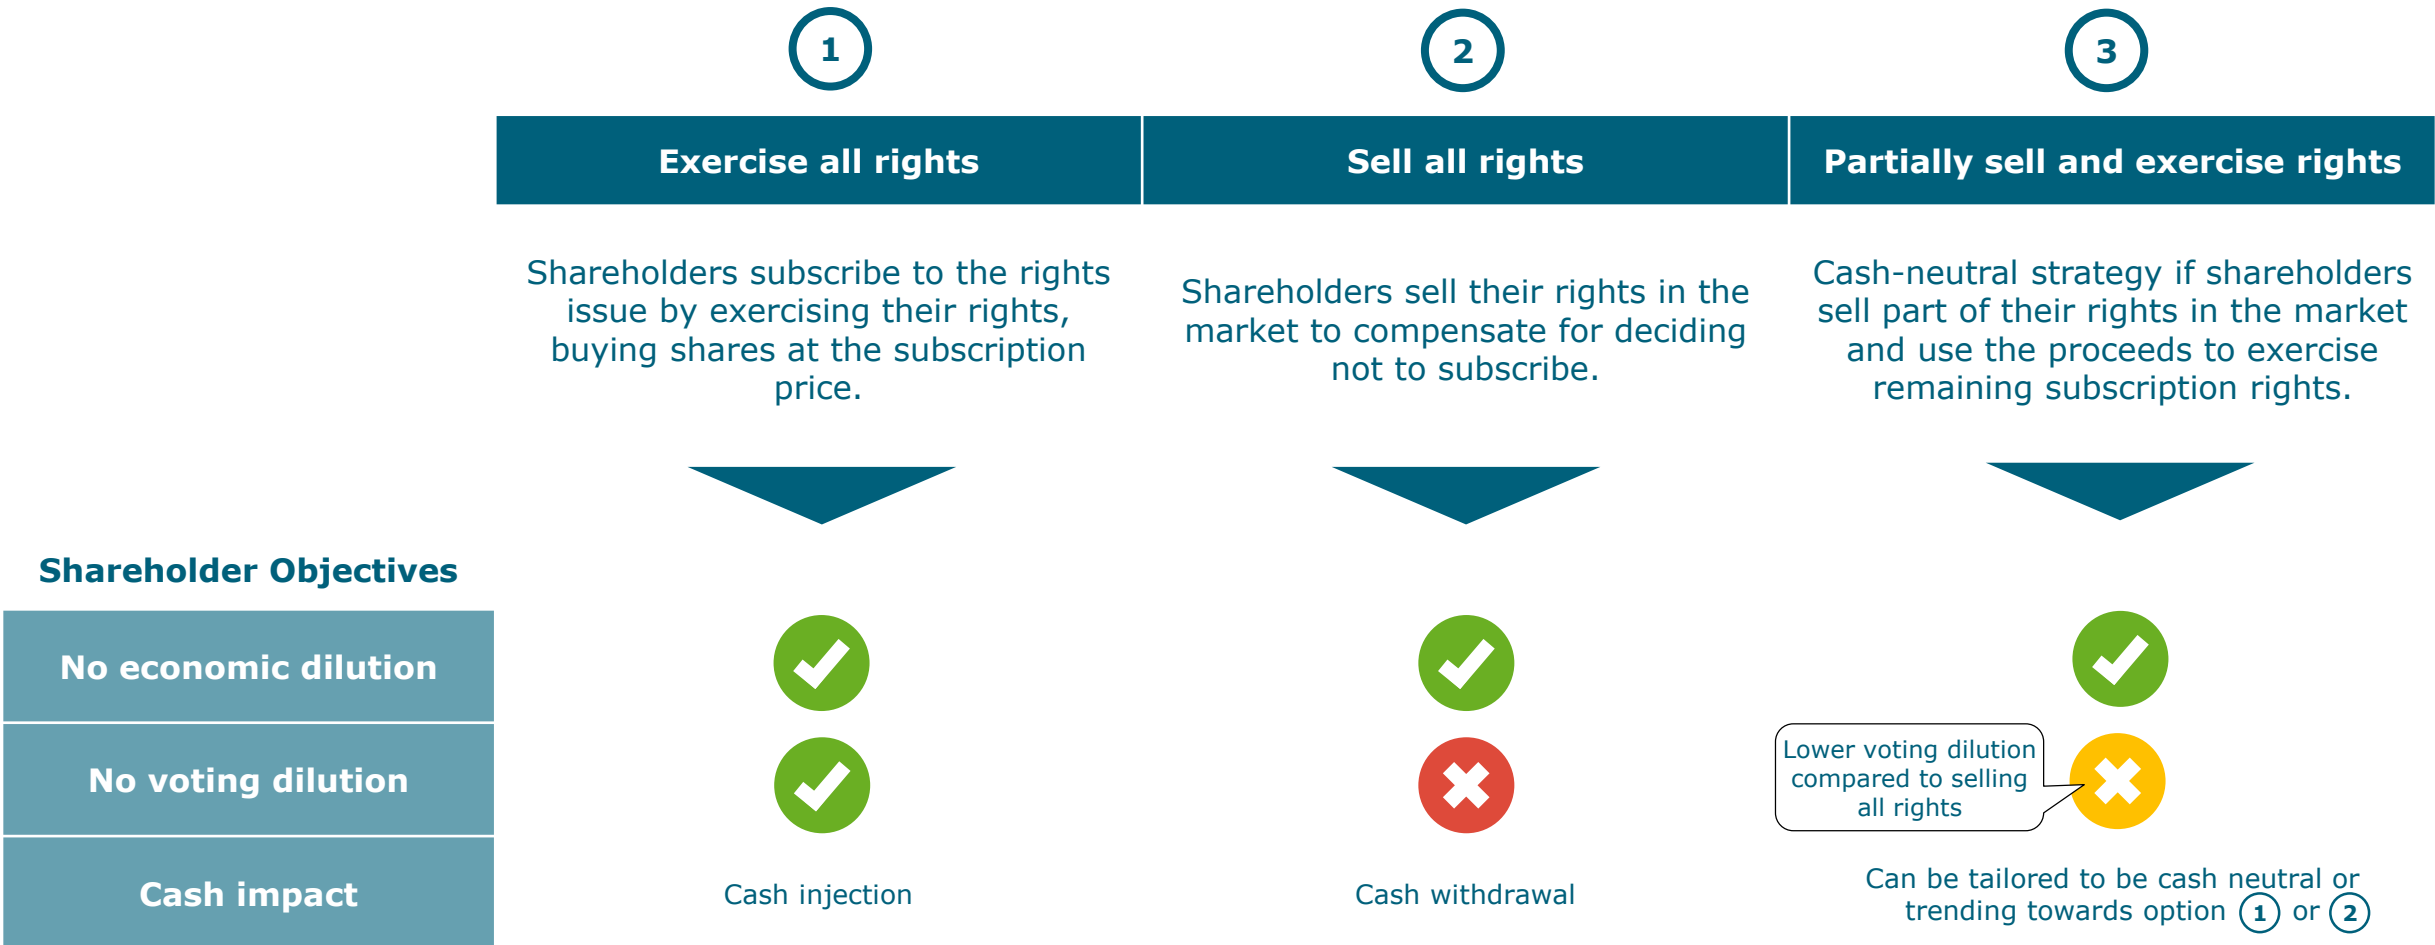 1
2
3
Exercise all rights
Sell all rights
Partially sell and exercise rights
Shareholders subscribe to the rights
issue by exercising their rights,
buying shares at the subscription
price.
Shareholders sell their rights in the
market to compensate for deciding
not to subscribe.
Cash-neutral strategy if shareholders
sell part of their rights in the market
and use the proceeds to exercise
remaining subscription rights.
Shareholder Objectives
No economic dilution
No voting dilution
Lower voting dilution
compared to selling
all rights
Cash impact
Cash injection
Cash withdrawal
Can be tailored to be cash neutral or
trending towards option 1 or 2